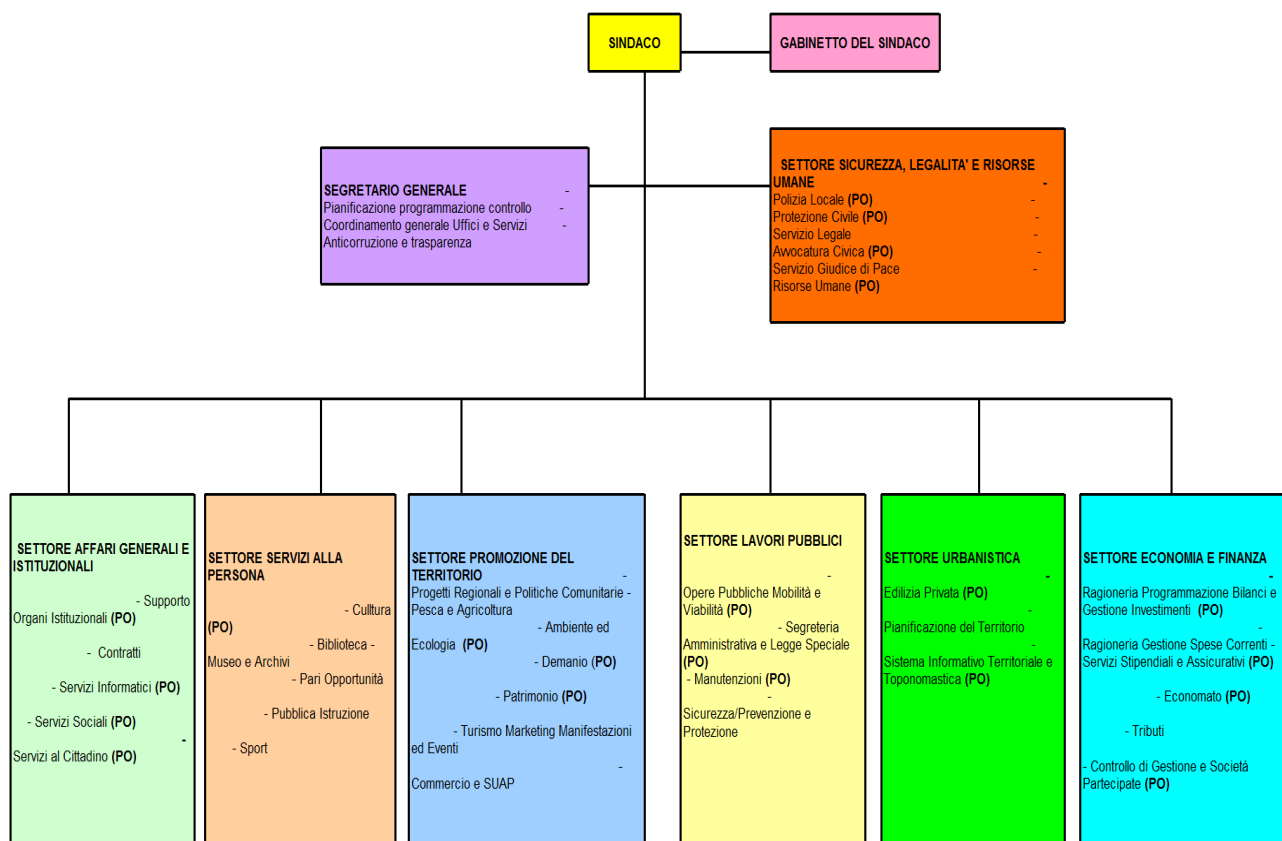 SINDACO
GABINETTO DEL SINDACO
SEGRETARIO GENERALE -
Pianificazione programmazione controllo -
Coordinamento generale Uffici e Servizi -
Anticorruzione e trasparenza
SETTORE SICUREZZA, LEGALITA' E RISORSE
UMANE -
Polizia Locale (PO) -
Protezione Civile (PO) -
Servizio Legale -
Avvocatura Civica (PO) -
Servizio Giudice di Pace -
Risorse Umane (PO)
SETTORE AFFARI GENERALI E
ISTITUZIONALI
- Supporto
Organi Istituzionali (PO)
- Contratti
- Servizi Informatici (PO)
- Servizi Sociali (PO)
-
Servizi al Cittadino (PO)
SETTORE SERVIZI ALLA
PERSONA
- Culltura
(PO)
- Biblioteca -
Museo e Archivi
- Pari Opportunità
- Pubblica Istruzione
- Sport
SETTORE PROMOZIONE DEL
TERRITORIO -
Progetti Regionali e Politiche Comunitarie -
Pesca e Agricoltura
- Ambiente ed
Ecologia (PO)
- Demanio (PO)
- Patrimonio (PO)
- Turismo Marketing Manifestazioni
ed Eventi
-
Commercio e SUAP
SETTORE LAVORI PUBBLICI
-
Opere Pubbliche Mobilità e
Viabilità (PO)
- Segreteria
Amministrativa e Legge Speciale
(PO)
- Manutenzioni (PO)
-
Sicurezza/Prevenzione e
Protezione
SETTORE URBANISTICA
-
Edilizia Privata (PO)
-
Pianificazione del Territorio
-
Sistema Informativo Territoriale e
Toponomastica (PO)
SETTORE ECONOMIA E FINANZA
-
Ragioneria Programmazione Bilanci e
Gestione Investimenti (PO)
-
Ragioneria Gestione Spese Correnti -
Servizi Stipendiali e Assicurativi (PO)
- Economato (PO)
- Tributi
- Controllo di Gestione e Società
Partecipate (PO)